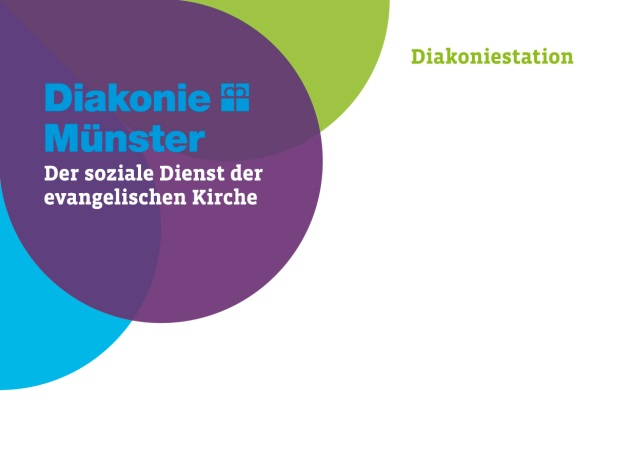 Diakoniestation
Diakonie
Münster
Der soziale Dienst der
evangelischen Kirche